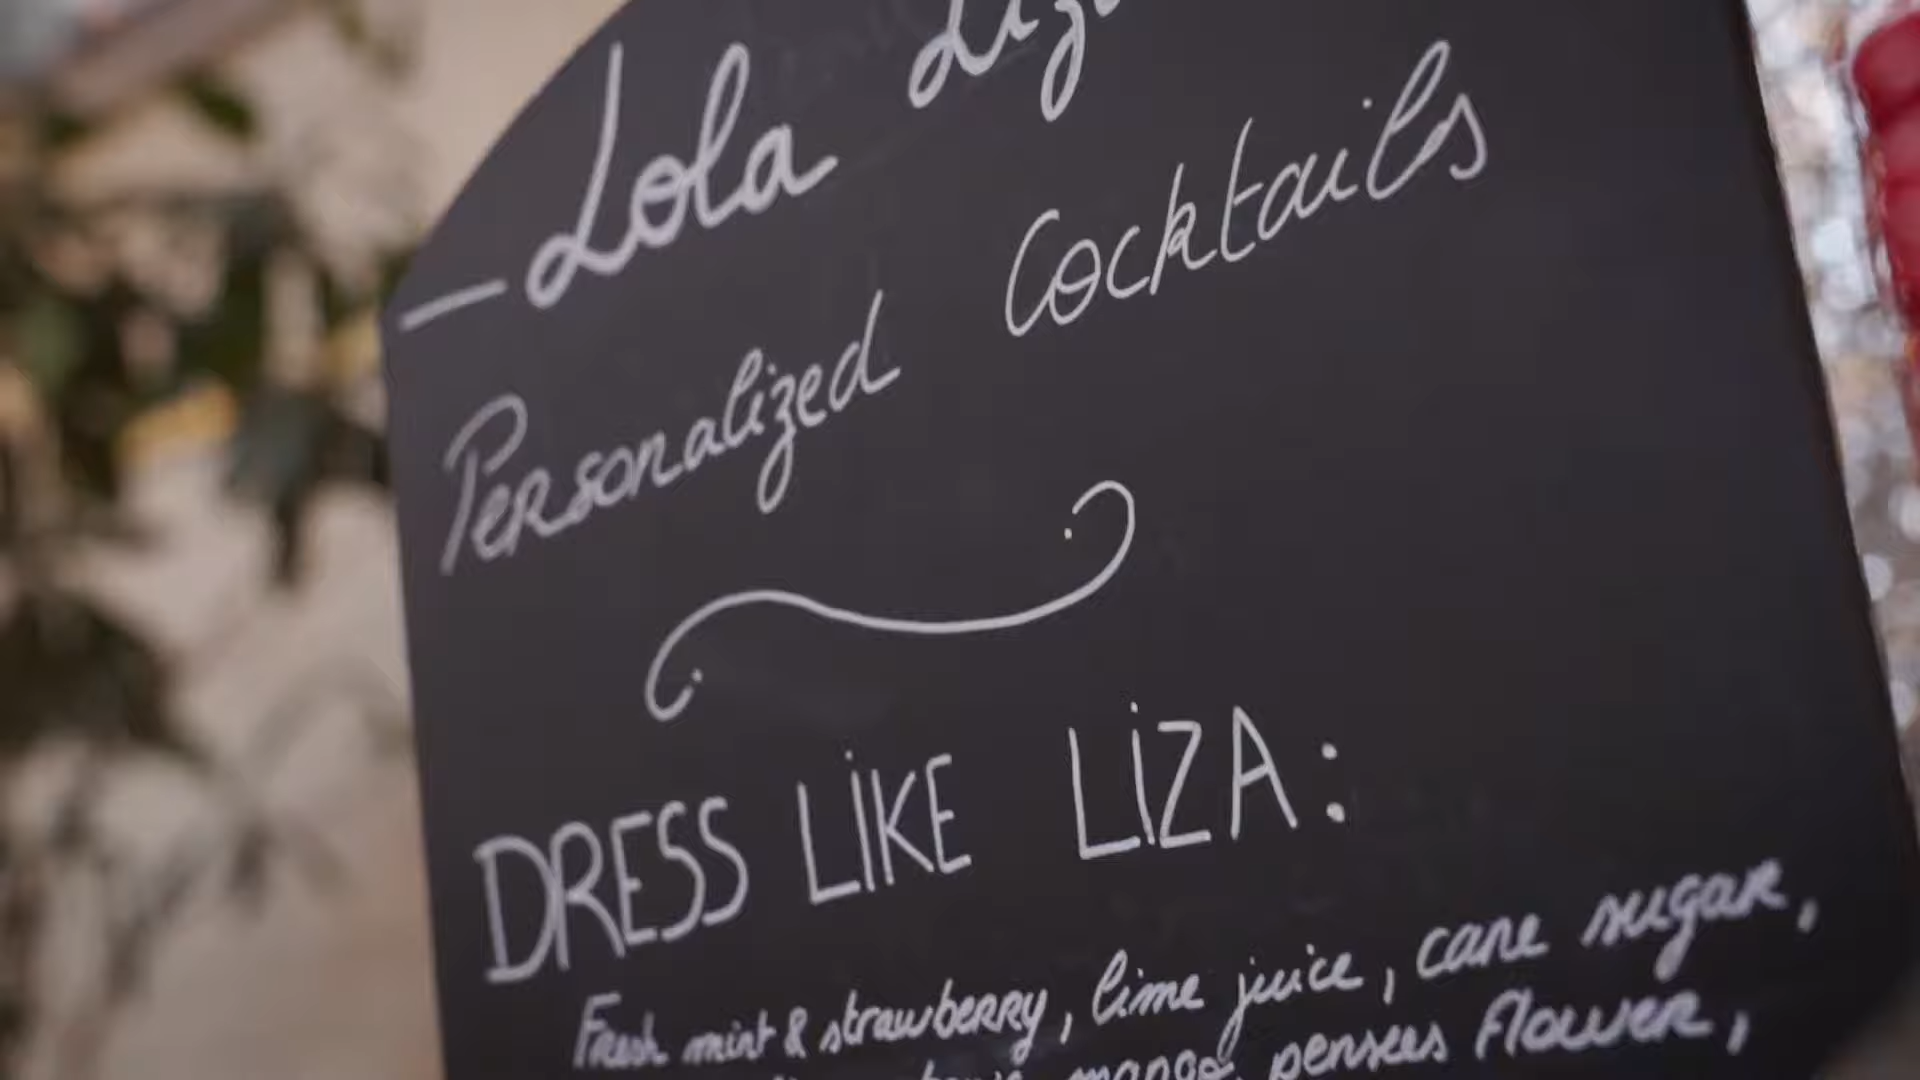 — Lola
Personalized Cocktails
DRESS LIKE LIZA :
Fresh mint & strawberry, lime juice, cane sugar,
mango, pensées flower,